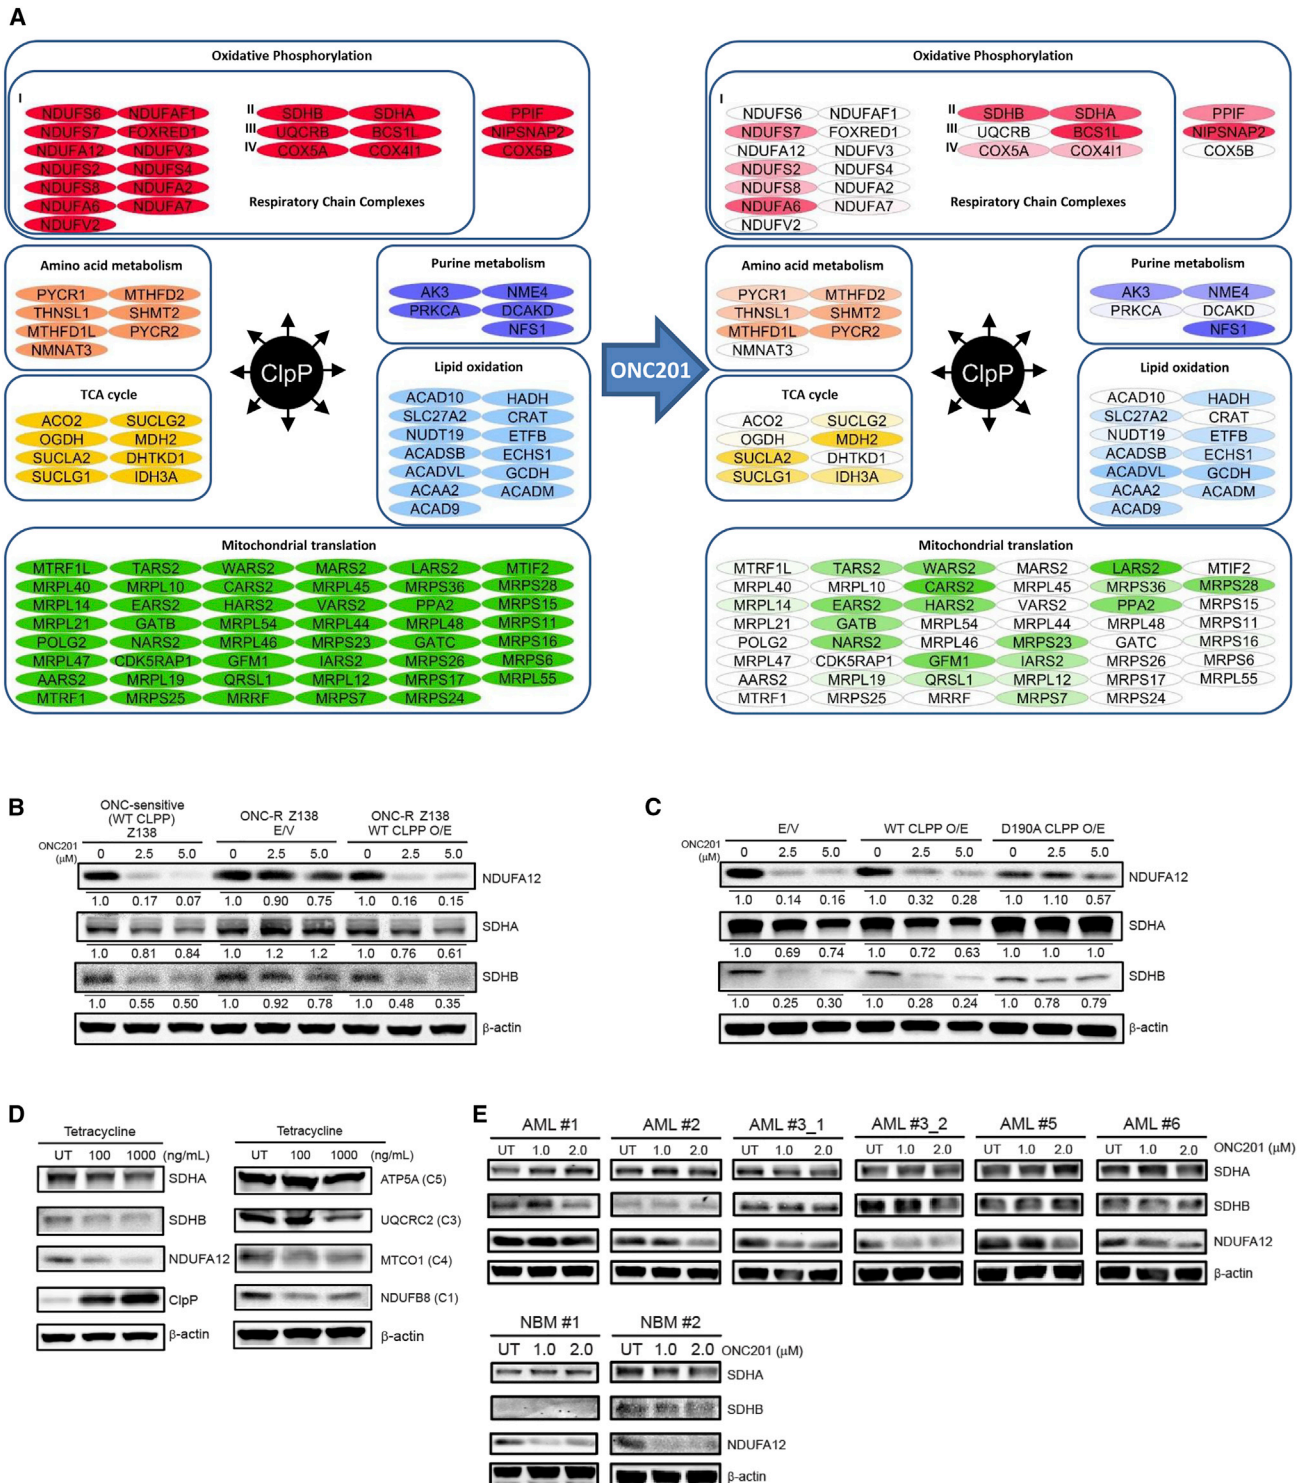 A
Oxidative Phosphorylation
I
NDUFS6 NDUFAF1
NDUFS7 FOXRED1
NDUFA12 NDUFV3
NDUFS2 NDUFS4
NDUFS8 NDUFA2
NDUFA6 NDUFA7
NDUFV2
II SDHB SDHA
III UQCRB BCS1L
IV COX5A COX4I1
Respiratory Chain Complexes
PPIF
NIPSNAP2
COX5B
Amino acid metabolism
PYCR1 MTHFD2
THNSL1 SHMT2
MTHFD1L PYCR2
NMNAT3
ClpP
Purine metabolism
AK3 NME4
PRKCA DCAKD
NFS1
TCA cycle
ACO2 SUCLG2
OGDH MDH2
SUCLA2 DHTKD1
SUCLG1 IDH3A
Lipid oxidation
ACAD10 HADH
SLC27A2 CRAT
NUDT19 ETFB
ACADSB ECHS1
ACADVL GCDH
ACAA2 ACADM
ACAD9
Mitochondrial translation
MTRF1L TARS2 WARS2 MARS2 LARS2 MTIF2
MRPL40 MRPL10 CARS2 MRPL45 MRPS36 MRPS28
MRPL14 EARS2 HARS2 VARS2 PPA2 MRPS15
MRPL21 GATB MRPL54 MRPL44 MRPL48 MRPS11
POLG2 NARS2 MRPL46 MRPS23 GATC MRPS16
MRPL47 CDK5RAP1 GFM1 IARS2 MRPS26 MRPS6
AARS2 MRPL19 QRSL1 MRPL12 MRPS17 MRPL55
MTRF1 MRPS25 MRRF MRPS7 MRPS24
ONC201
Oxidative Phosphorylation
I
NDUFS6 NDUFAF1
NDUFS7 FOXRED1
NDUFA12 NDUFV3
NDUFS2 NDUFS4
NDUFS8 NDUFA2
NDUFA6 NDUFA7
NDUFV2
II SDHB SDHA
III UQCRB BCS1L
IV COX5A COX4I1
Respiratory Chain Complexes
PPIF
NIPSNAP2
COX5B
Amino acid metabolism
PYCR1 MTHFD2
THNSL1 SHMT2
MTHFD1L PYCR2
NMNAT3
ClpP
Purine metabolism
AK3 NME4
PRKCA DCAKD
NFS1
TCA cycle
ACO2 SUCLG2
OGDH MDH2
SUCLA2 DHTKD1
SUCLG1 IDH3A
Lipid oxidation
ACAD10 HADH
SLC27A2 CRAT
NUDT19 ETFB
ACADSB ECHS1
ACADVL GCDH
ACAA2 ACADM
ACAD9
Mitochondrial translation
MTRF1L TARS2 WARS2 MARS2 LARS2 MTIF2
MRPL40 MRPL10 CARS2 MRPL45 MRPS36 MRPS28
MRPL14 EARS2 HARS2 VARS2 PPA2 MRPS15
MRPL21 GATB MRPL54 MRPL44 MRPL48 MRPS11
POLG2 NARS2 MRPL46 MRPS23 GATC MRPS16
MRPL47 CDK5RAP1 GFM1 IARS2 MRPS26 MRPS6
AARS2 MRPL19 QRSL1 MRPL12 MRPS17 MRPL55
MTRF1 MRPS25 MRRF MRPS7 MRPS24
B
ONC-sensitive
(WT CLPP)
Z138
ONC-R Z138
E/V
ONC-R Z138
WT CLPP O/E
ONC201
(μM)
0 2.5 5.0 0 2.5 5.0 0 2.5 5.0
NDUFA12
1.0 0.17 0.07 1.0 0.90 0.75 1.0 0.16 0.15
SDHA
1.0 0.81 0.84 1.0 1.2 1.2 1.0 0.76 0.61
SDHB
1.0 0.55 0.50 1.0 0.92 0.78 1.0 0.48 0.35
β-actin
C
E/V WT CLPP O/E D190A CLPP O/E
ONC201
(μM)
0 2.5 5.0 0 2.5 5.0 0 2.5 5.0
NDUFA12
1.0 0.14 0.16 1.0 0.32 0.28 1.0 1.10 0.57
SDHA
1.0 0.69 0.74 1.0 0.72 0.63 1.0 1.0 1.0
SDHB
1.0 0.25 0.30 1.0 0.28 0.24 1.0 0.78 0.79
β-actin
D
Tetracycline
UT 100 1000 (ng/mL)
SDHA
SDHB
NDUFA12
ClpP
β-actin
Tetracycline
UT 100 1000 (ng/mL)
ATP5A (C5)
UQCRC2 (C3)
MTCO1 (C4)
NDUFB8 (C1)
β-actin
E
AML #1 AML #2 AML #3_1 AML #3_2 AML #5 AML #6
UT 1.0 2.0 UT 1.0 2.0 UT 1.0 2.0 UT 1.0 2.0 UT 1.0 2.0 UT 1.0 2.0 ONC201 (μM)
SDHA
SDHB
NDUFA12
β-actin
NBM #1 NBM #2
UT 1.0 2.0 UT 1.0 2.0 ONC201 (μM)
SDHA
SDHB
NDUFA12
β-actin